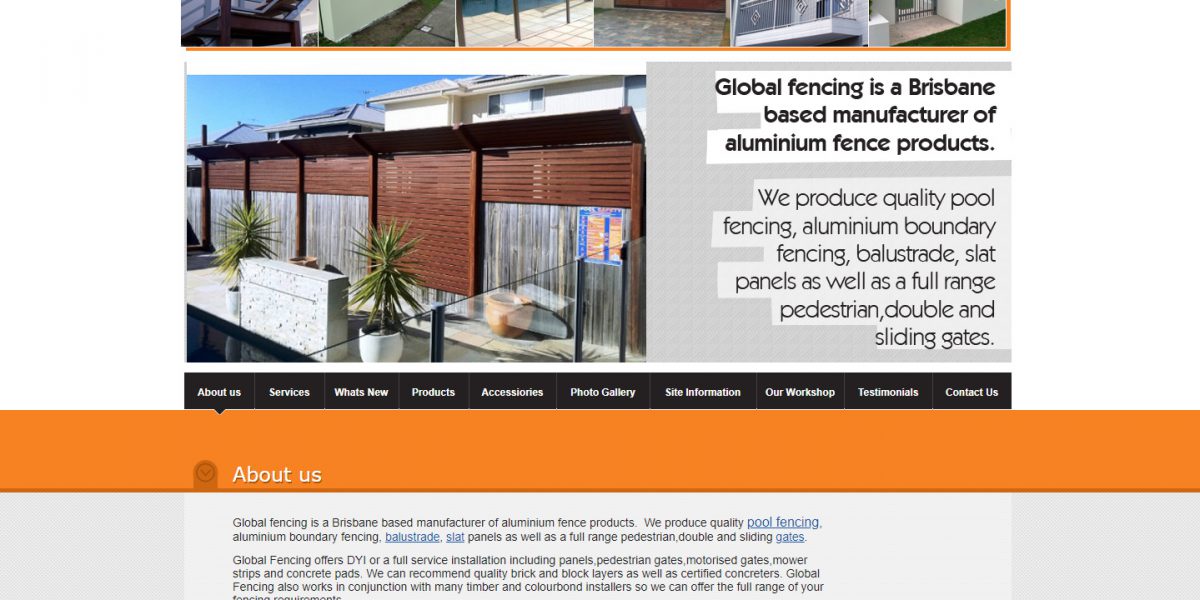 Global fencing is a Brisbane
based manufacturer of
aluminium fence products.
We produce quality pool
fencing, aluminium boundary
fencing, balustrade, slat
panels as well as a full range
pedestrian,double and
sliding gates.
About us
Services
Whats New
Products
Accessiories
Photo Gallery
Site Information
Our Workshop
Testimonials
Contact Us
About us
Global fencing is a Brisbane based manufacturer of aluminium fence products.  We produce quality pool fencing,
aluminium boundary fencing, balustrade, slat panels as well as a full range pedestrian,double and sliding gates.
Global Fencing offers DYI or a full service installation including panels,pedestrian gates,motorised gates,mower
strips and concrete pads. We can recommend quality brick and block layers as well as certified concreters. Global
Fencing also works in conjunction with many timber and colourbond installers so we can offer the full range of your
fencing requirements.